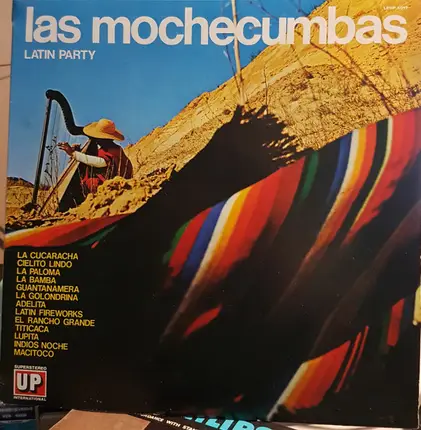 las mochecumbas
LATIN PARTY
LA CUCARACHA
CIELITO LINDO
LA PALOMA
LA BAMBA
GUANTANAMERA
LA GOLONDRINA
ADELITA
LATIN FIREWORKS
EL RANCHO GRANDE
TITICACA
LUPITA
INDIOS NOCHE
MACITOCO
SUPERSTEREO
UP
INTERNATIONAL